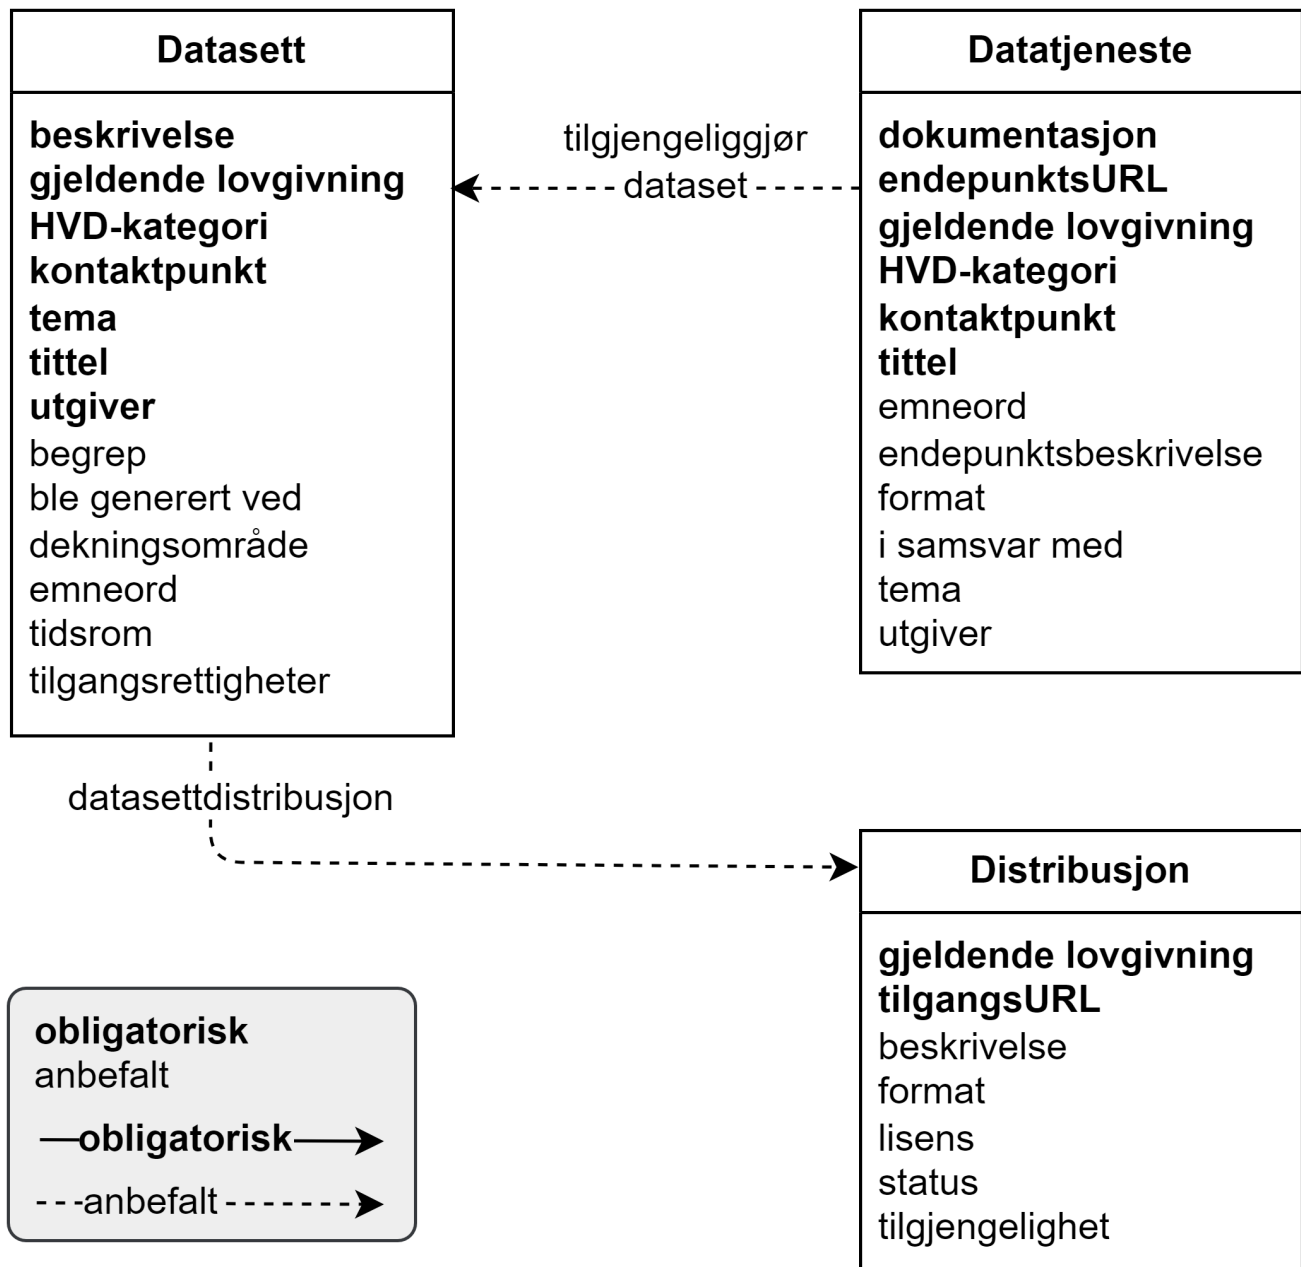 Datasett
beskrivelse
gjeldende lovgivning
HVD-kategori
kontaktpunkt
tema
tittel
utgiver
begrep
ble generert ved
dekningsområde
emneord
tidsrom
tilgangsrettigheter
tilgjengeliggjør
dataset
Datatjeneste
dokumentasjon
endepunktsURL
gjeldende lovgivning
HVD-kategori
kontaktpunkt
tittel
emneord
endepunktsbeskrivelse
format
i samsvar med
tema
utgiver
datasettdistribusjon
Distribusjon
gjeldende lovgivning
tilgangsURL
beskrivelse
format
lisens
status
tilgjengelighet
obligatorisk
anbefalt
obligatorisk
anbefalt